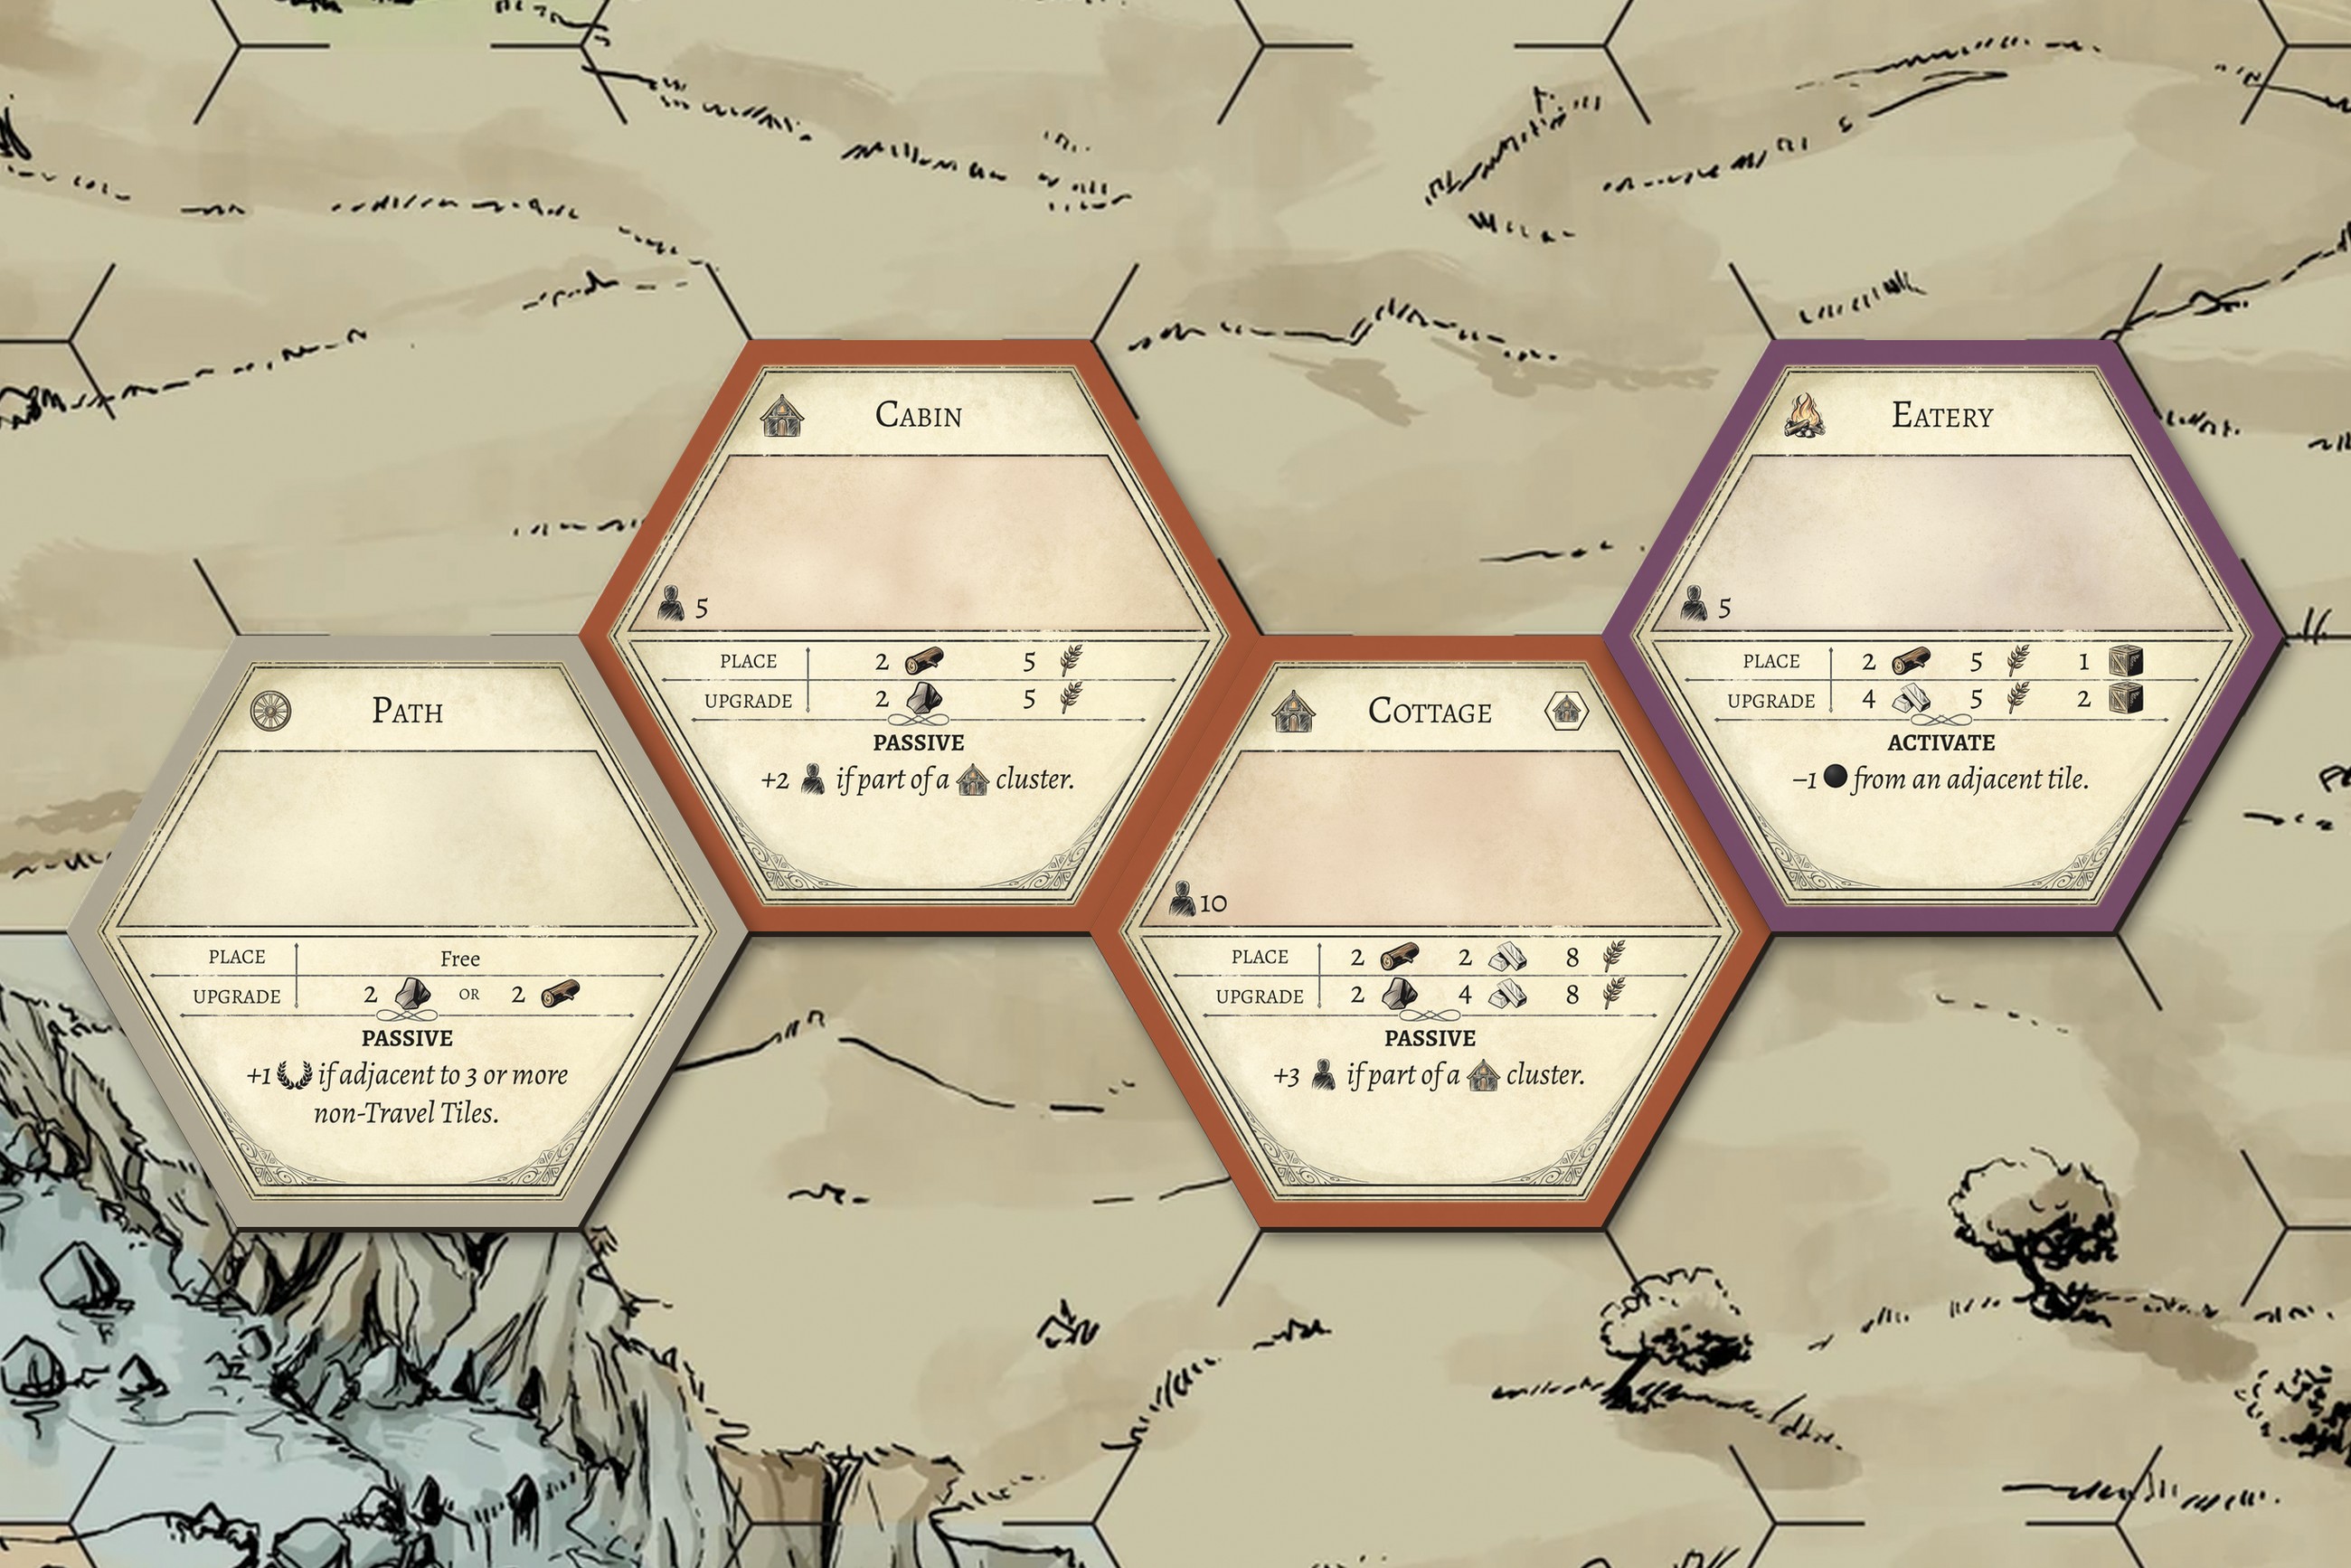 Cabin
5
PLACE 2 5
UPGRADE 2 5
PASSIVE
+2 if part of a cluster.
Eatery
5
PLACE 2 5 1
UPGRADE 4 5 2
ACTIVATE
–1 from an adjacent tile.
Path
PLACE Free
UPGRADE 2 OR 2
PASSIVE
+1 if adjacent to 3 or more
non-Travel Tiles.
Cottage
10
PLACE 2 2 8
UPGRADE 2 4 8
PASSIVE
+3 if part of a cluster.